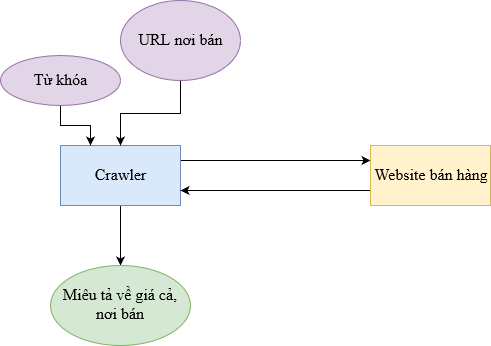 URL nơi bán
Từ khóa
Crawler
Website bán hàng
Miêu tả về giá cả,
nơi bán